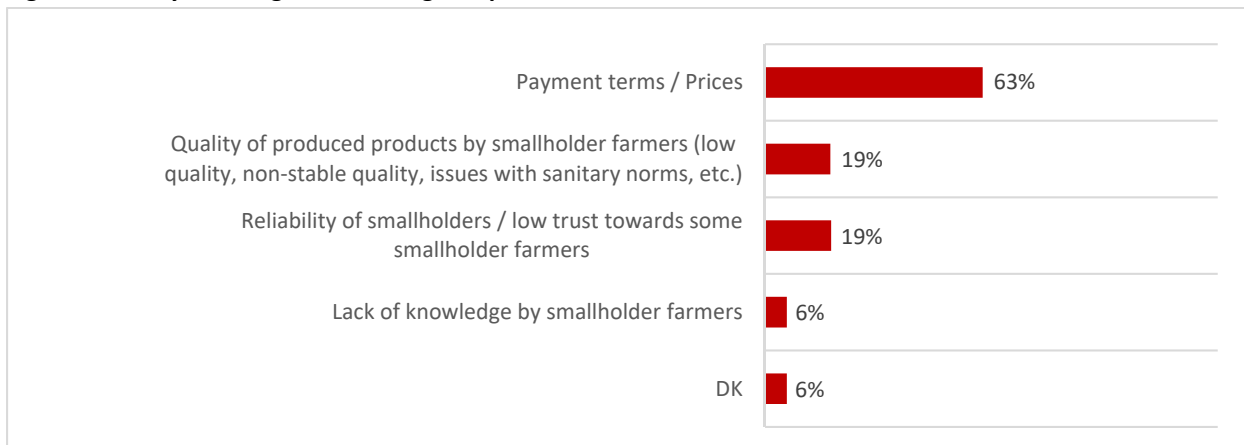 Payment terms / Prices
63%
Quality of produced products by smallholder farmers (low
quality, non-stable quality, issues with sanitary norms, etc.)
19%
Reliability of smallholders / low trust towards some
smallholder farmers
19%
Lack of knowledge by smallholder farmers
6%
DK
6%